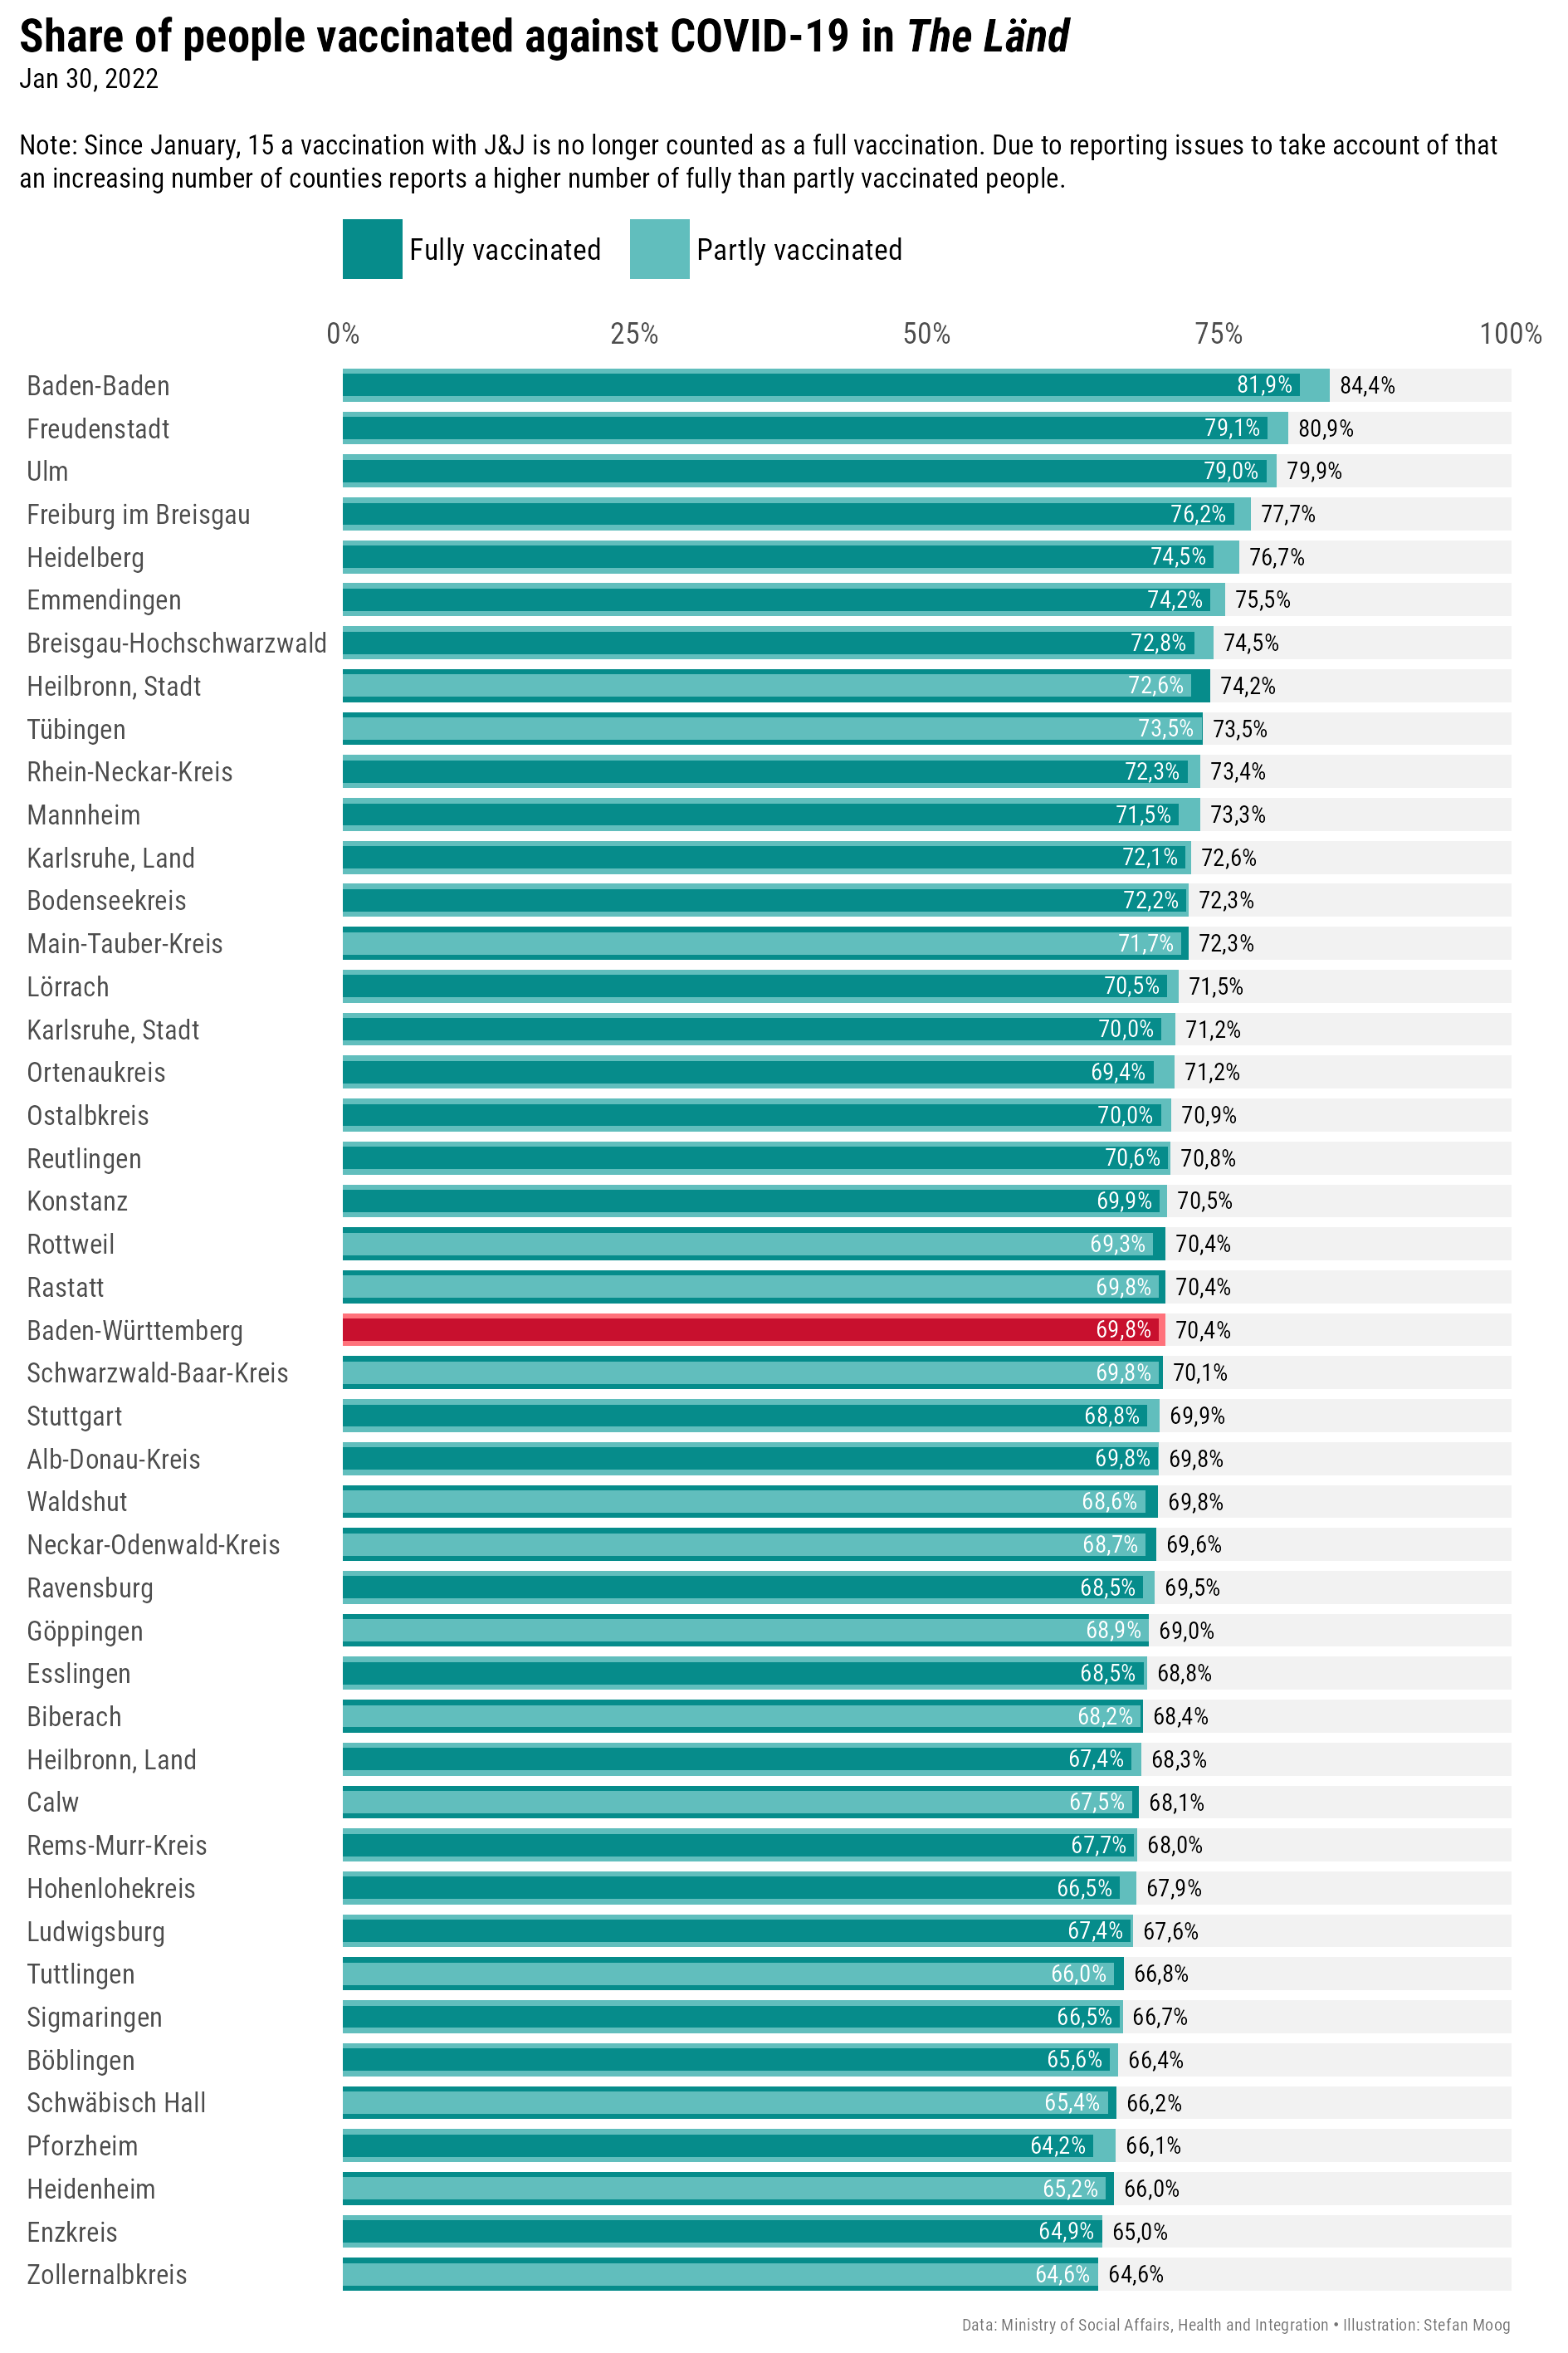 Share of people vaccinated against COVID-19 in The Länd
Jan 30, 2022
Note: Since January, 15 a vaccination with J&J is no longer counted as a full vaccination. Due to reporting issues to take account of that
an increasing number of counties reports a higher number of fully than partly vaccinated people.
Fully vaccinated Partly vaccinated
0% 25% 50% 75% 100%
Baden-Baden 81,9% 84,4%
Freudenstadt 79,1% 80,9%
Ulm 79,0% 79,9%
Freiburg im Breisgau 76,2% 77,7%
Heidelberg 74,5% 76,7%
Emmendingen 74,2% 75,5%
Breisgau-Hochschwarzwald 72,8% 74,5%
Heilbronn, Stadt 72,6% 74,2%
Tübingen 73,5% 73,5%
Rhein-Neckar-Kreis 72,3% 73,4%
Mannheim 71,5% 73,3%
Karlsruhe, Land 72,1% 72,6%
Bodenseekreis 72,2% 72,3%
Main-Tauber-Kreis 71,7% 72,3%
Lörrach 70,5% 71,5%
Karlsruhe, Stadt 70,0% 71,2%
Ortenaukreis 69,4% 71,2%
Ostalbkreis 70,0% 70,9%
Reutlingen 70,6% 70,8%
Konstanz 69,9% 70,5%
Rottweil 69,3% 70,4%
Rastatt 69,8% 70,4%
Baden-Württemberg 69,8% 70,4%
Schwarzwald-Baar-Kreis 69,8% 70,1%
Stuttgart 68,8% 69,9%
Alb-Donau-Kreis 69,8% 69,8%
Waldshut 68,6% 69,8%
Neckar-Odenwald-Kreis 68,7% 69,6%
Ravensburg 68,5% 69,5%
Göppingen 68,9% 69,0%
Esslingen 68,5% 68,8%
Biberach 68,2% 68,4%
Heilbronn, Land 67,4% 68,3%
Calw 67,5% 68,1%
Rems-Murr-Kreis 67,7% 68,0%
Hohenlohekreis 66,5% 67,9%
Ludwigsburg 67,4% 67,6%
Tuttlingen 66,0% 66,8%
Sigmaringen 66,5% 66,7%
Böblingen 65,6% 66,4%
Schwäbisch Hall 65,4% 66,2%
Pforzheim 64,2% 66,1%
Heidenheim 65,2% 66,0%
Enzkreis 64,9% 65,0%
Zollernalbkreis 64,6% 64,6%
Data: Ministry of Social Affairs, Health and Integration • Illustration: Stefan Moog